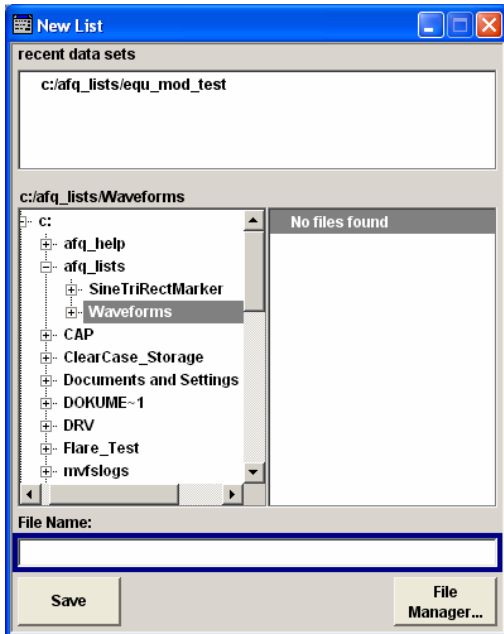 New List
recent data sets
c:/afq_lists/equ_mod_test
c:/afq_lists/Waveforms
c:
afq_help
afq_lists
SineTriRectMarker
Waveforms
CAP
ClearCase_Storage
Documents and Settings
DOKUME~1
DRV
Flare_Test
mvfslogs
No files found
File Name:
Save
File
Manager...